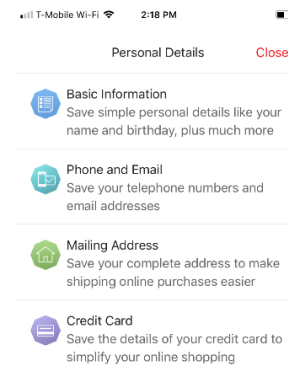 T-Mobile Wi-Fi 2:18 PM
Personal Details Close
Basic Information
Save simple personal details like your
name and birthday, plus much more
Phone and Email
Save your telephone numbers and
email addresses
Mailing Address
Save your complete address to make
shipping online purchases easier
Credit Card
Save the details of your credit card to
simplify your online shopping